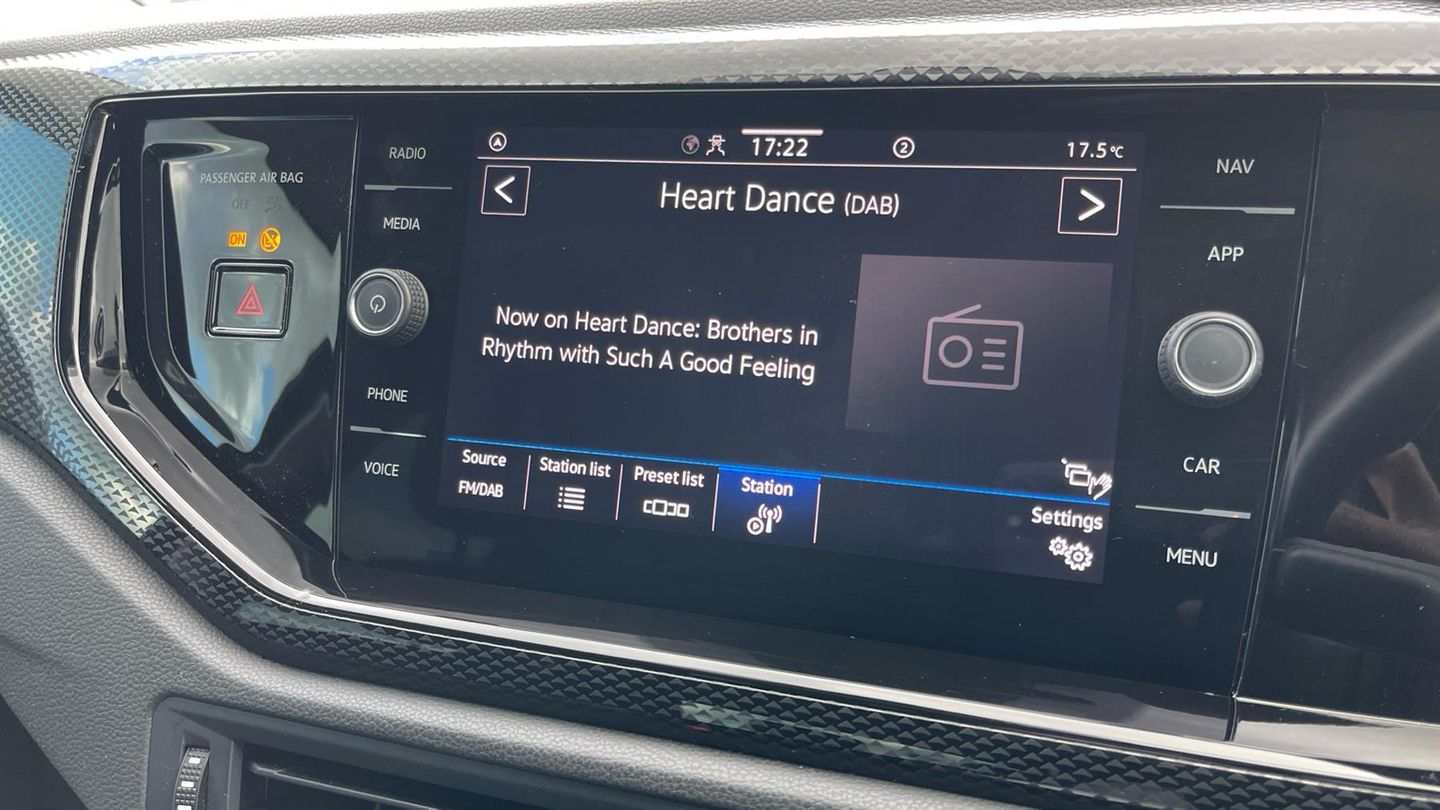 PASSENGER AIR BAG
OFF
ON
RADIO
MEDIA
PHONE
VOICE
17:22
2
17.5°C
Heart Dance (DAB)
Now on Heart Dance: Brothers in
Rhythm with Such A Good Feeling
Source
FM/DAB
Station list
Preset list
Station
Settings
NAV
APP
CAR
MENU